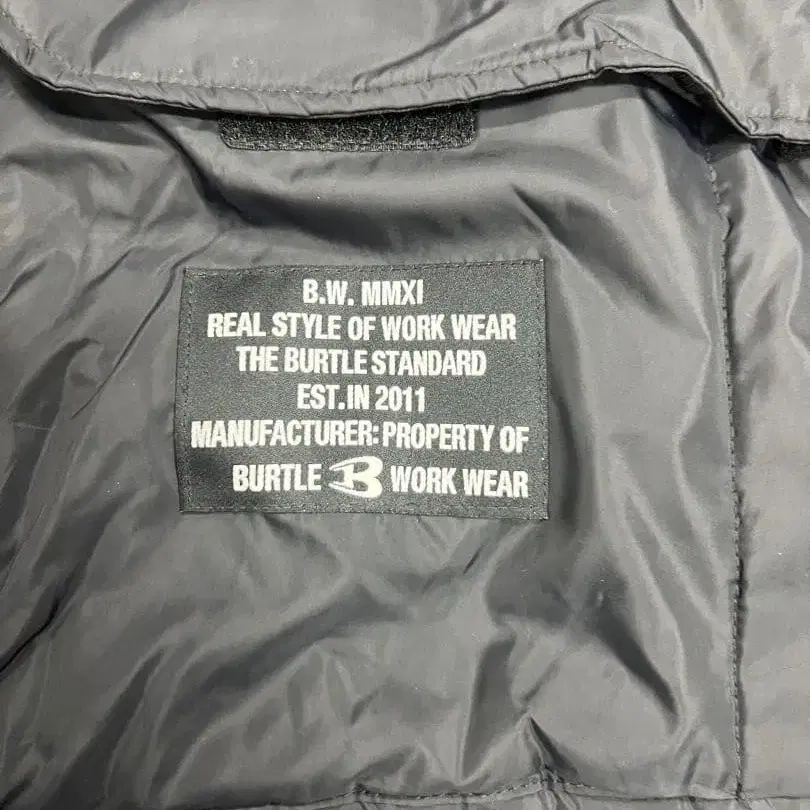 B.W. MMXI
REAL STYLE OF WORK WEAR
THE BURTLE STANDARD
EST.IN 2011
MANUFACTURER: PROPERTY OF
BURTLE B WORK WEAR